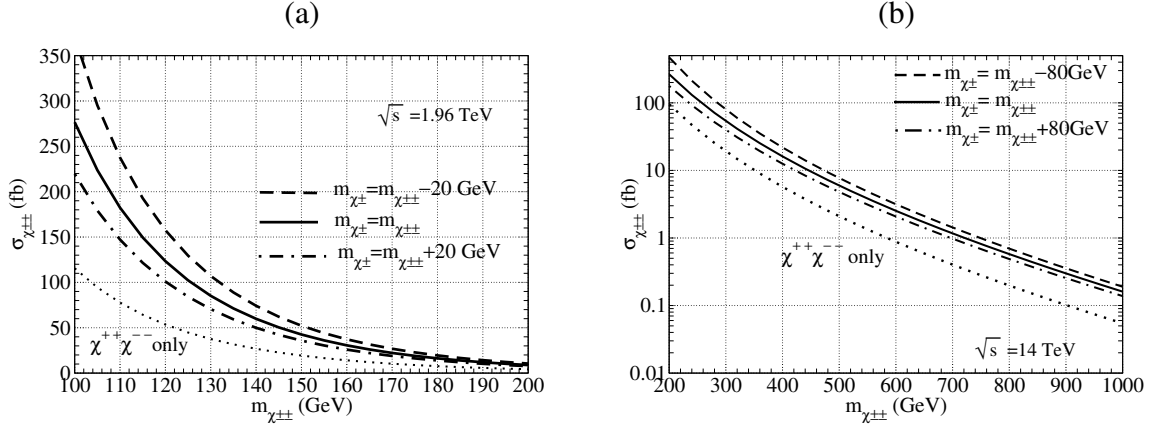 (a)
350
300
250
200
150
100
50
0
σχ±± (fb)
√s =1.96 TeV
mχ±=mχ±±−20 GeV
mχ±=mχ±±
mχ±=mχ±±+20 GeV
χ++χ−− only
100 110 120 130 140 150 160 170 180 190 200
mχ±± (GeV)
(b)
100
10
1
0.1
0.01
σχ±± (fb)
mχ±= mχ±±−80GeV
mχ±= mχ±±
mχ±= mχ±±+80GeV
χ++χ−− only
√s =14 TeV
200 300 400 500 600 700 800 900 1000
mχ±± (GeV)